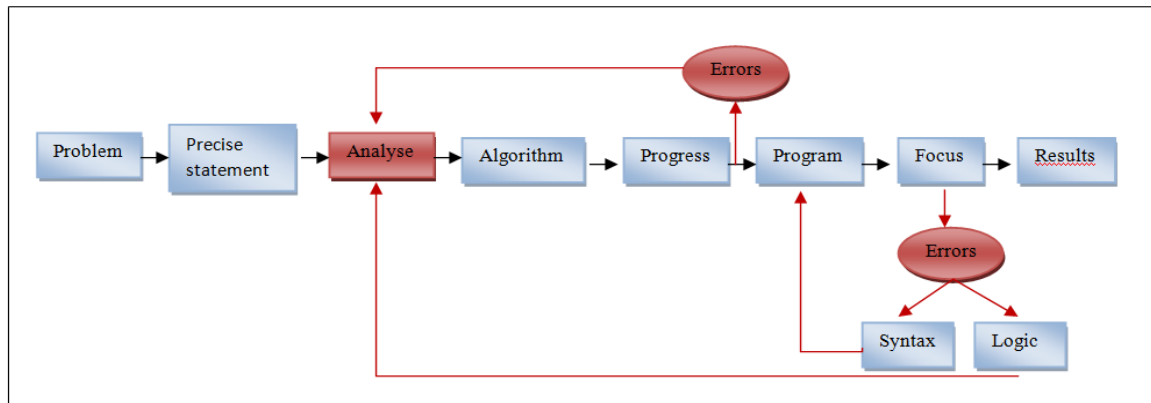 Errors
Problem
Precise
statement
Analyse
Algorithm
Progress
Program
Focus
Results
Errors
Syntax
Logic